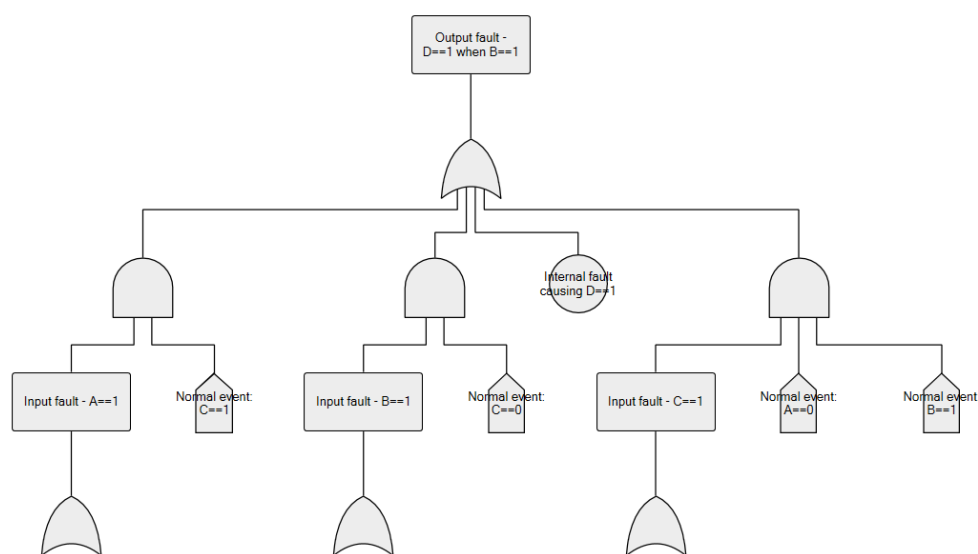 Output fault -
D==1 when B==1
Internal fault
causing D==1
Input fault - A==1
Normal event:
C==1
Input fault - B==1
Normal event:
C==0
Input fault - C==1
Normal event:
A==0
Normal event
B==1